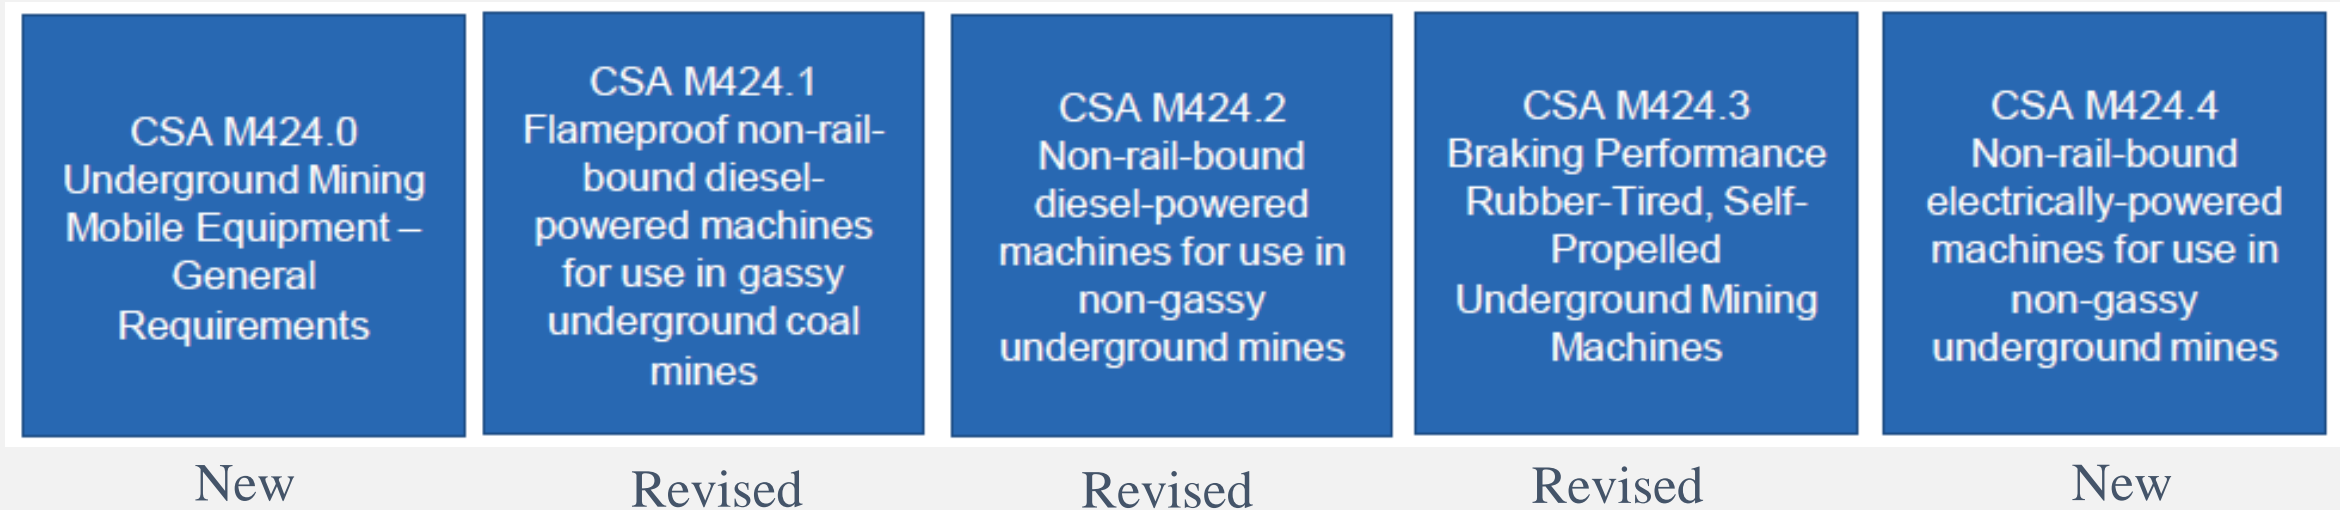 CSA M424.0
Underground Mining
Mobile Equipment –
General
Requirements
CSA M424.1
Flameproof non-rail-
bound diesel-
powered machines
for use in gassy
underground coal
mines
CSA M424.2
Non-rail-bound
diesel-powered
machines for use in
non-gassy
underground mines
CSA M424.3
Braking Performance
Rubber-Tired, Self-
Propelled
Underground Mining
Machines
CSA M424.4
Non-rail-bound
electrically-powered
machines for use in
non-gassy
underground mines
New
Revised
Revised
Revised
New